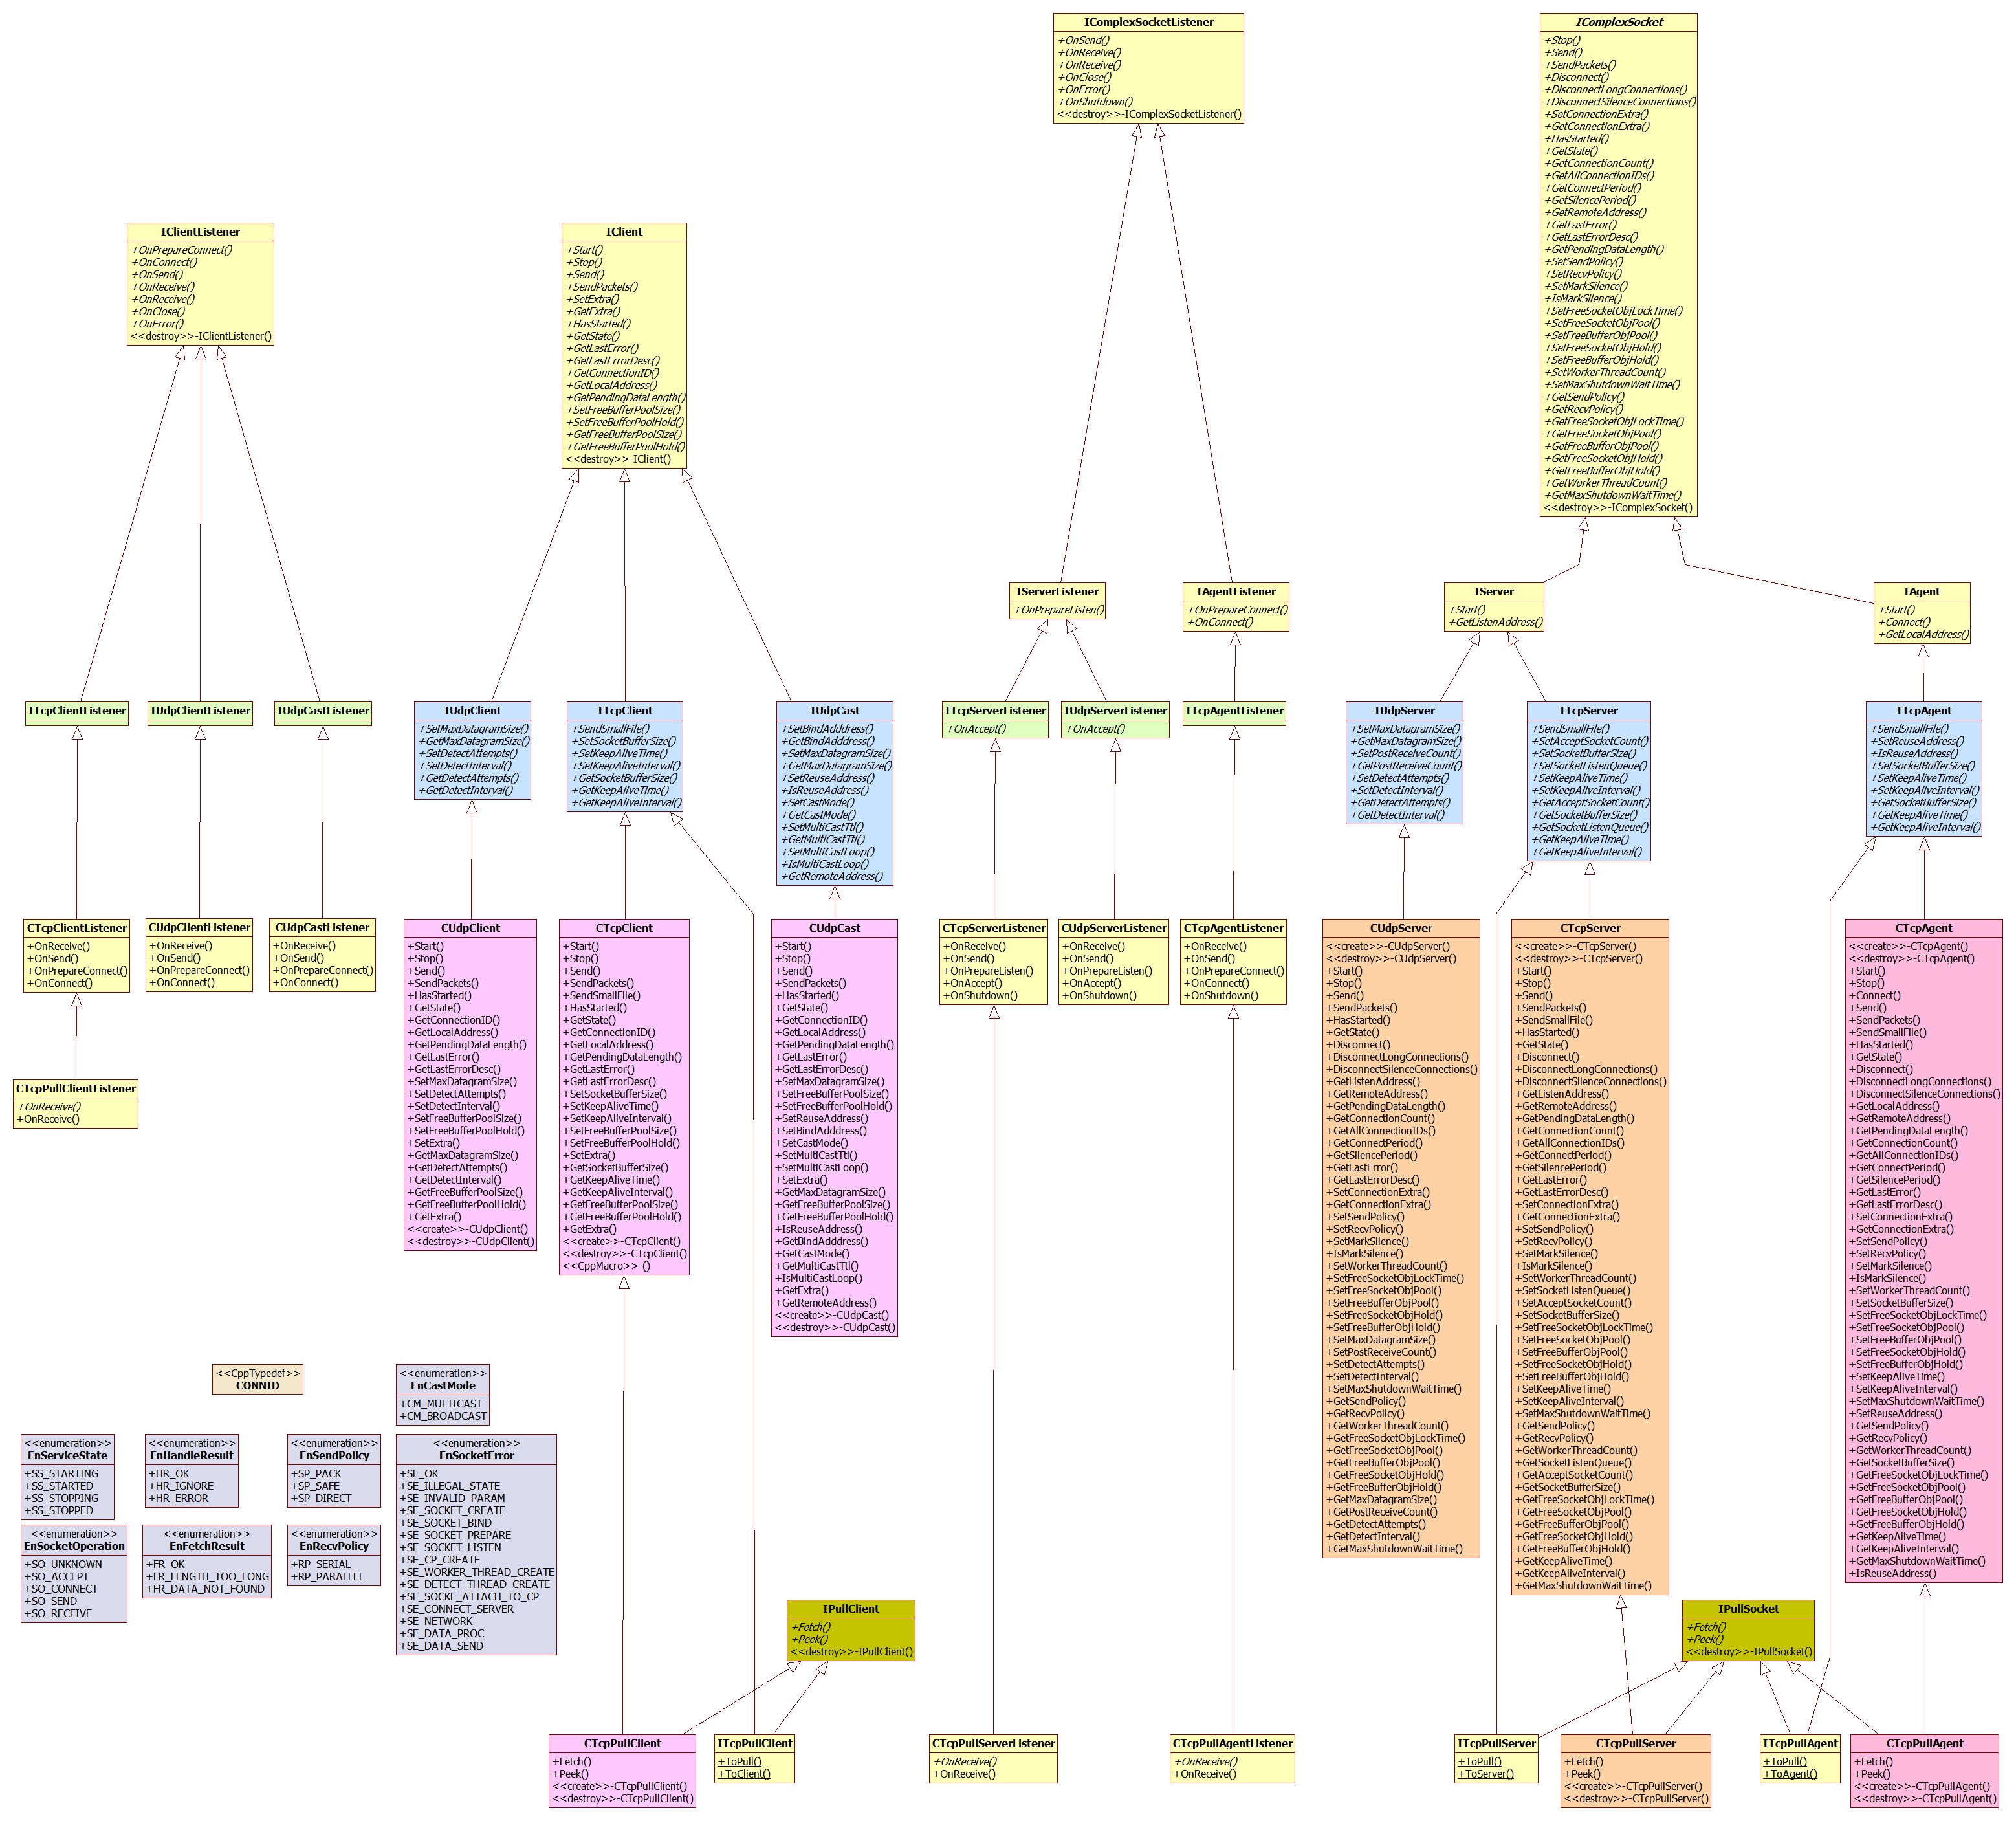 IComplexSocketListener
+OnSend()
+OnReceive()
+OnReceive()
+OnClose()
+OnError()
+OnShutdown()
<<destroy>>-IComplexSocketListener()
IComplexSocket
+Stop()
+Send()
+SendPackets()
+Disconnect()
+DisconnectLongConnections()
+DisconnectSilenceConnections()
+SetConnectionExtra()
+GetConnectionExtra()
+HasStarted()
+GetState()
+GetConnectionCount()
+GetAllConnectionIDs()
+GetConnectPeriod()
+GetSilencePeriod()
+GetRemoteAddress()
+GetLastError()
+GetLastErrorDesc()
+GetPendingDataLength()
+SetSendPolicy()
+SetRecvPolicy()
+SetMarkSilence()
+IsMarkSilence()
+SetFreeSocketObjLockTime()
+SetFreeSocketObjPool()
+SetFreeBufferObjPool()
+SetFreeSocketObjHold()
+SetFreeBufferObjHold()
+SetWorkerThreadCount()
+SetMaxShutdownWaitTime()
+GetSendPolicy()
+GetRecvPolicy()
+GetFreeSocketObjLockTime()
+GetFreeSocketObjPool()
+GetFreeBufferObjPool()
+GetFreeSocketObjHold()
+GetFreeBufferObjHold()
+GetWorkerThreadCount()
+GetMaxShutdownWaitTime()
<<destroy>>-IComplexSocket()
IClientListener
+OnPrepareConnect()
+OnConnect()
+OnSend()
+OnReceive()
+OnReceive()
+OnClose()
+OnError()
<<destroy>>-IClientListener()
IClient
+Start()
+Stop()
+Send()
+SendPackets()
+SetExtra()
+GetExtra()
+HasStarted()
+GetState()
+GetLastError()
+GetLastErrorDesc()
+GetConnectionID()
+GetLocalAddress()
+GetPendingDataLength()
+SetFreeBufferPoolSize()
+SetFreeBufferPoolHold()
+GetFreeBufferPoolSize()
+GetFreeBufferPoolHold()
<<destroy>>-IClient()
IServerListener
+OnPrepareListen()
IAgentListener
+OnPrepareConnect()
+OnConnect()
IServer
+Start()
+GetListenAddress()
IAgent
+Start()
+Connect()
+GetLocalAddress()
ITcpClientListener
IUdpClientListener
IUdpCastListener
IUdpClient
+SetMaxDatagramSize()
+GetMaxDatagramSize()
+SetDetectAttempts()
+SetDetectInterval()
+GetDetectAttempts()
+GetDetectInterval()
ITcpClient
+SendSmallFile()
+SetSocketBufferSize()
+SetKeepAliveTime()
+SetKeepAliveInterval()
+GetSocketBufferSize()
+GetKeepAliveTime()
+GetKeepAliveInterval()
IUdpCast
+SetBindAdddress()
+GetBindAdddress()
+SetMaxDatagramSize()
+GetMaxDatagramSize()
+SetReuseAddress()
+IsReuseAddress()
+SetCastMode()
+GetCastMode()
+SetMultiCastTtl()
+GetMultiCastTtl()
+SetMultiCastLoop()
+IsMultiCastLoop()
+GetRemoteAddress()
ITcpServerListener
+OnAccept()
IUdpServerListener
+OnAccept()
ITcpAgentListener
IUdpServer
+SetMaxDatagramSize()
+GetMaxDatagramSize()
+SetPostReceiveCount()
+GetPostReceiveCount()
+SetDetectAttempts()
+SetDetectInterval()
+GetDetectAttempts()
+GetDetectInterval()
ITcpServer
+SendSmallFile()
+SetAcceptSocketCount()
+SetSocketBufferSize()
+SetSocketListenQueue()
+SetKeepAliveTime()
+SetKeepAliveInterval()
+GetAcceptSocketCount()
+GetSocketBufferSize()
+GetSocketListenQueue()
+GetKeepAliveTime()
+GetKeepAliveInterval()
ITcpAgent
+SendSmallFile()
+SetReuseAddress()
+IsReuseAddress()
+SetSocketBufferSize()
+SetKeepAliveTime()
+SetKeepAliveInterval()
+GetSocketBufferSize()
+GetKeepAliveTime()
+GetKeepAliveInterval()
CTcpClientListener
+OnReceive()
+OnSend()
+OnPrepareConnect()
+OnConnect()
CUdpClientListener
+OnReceive()
+OnSend()
+OnPrepareConnect()
+OnConnect()
CUdpCastListener
+OnReceive()
+OnSend()
+OnPrepareConnect()
+OnConnect()
CUdpClient
+Start()
+Stop()
+Send()
+SendPackets()
+HasStarted()
+GetState()
+GetConnectionID()
+GetLocalAddress()
+GetPendingDataLength()
+GetLastError()
+GetLastErrorDesc()
+SetMaxDatagramSize()
+SetDetectAttempts()
+SetDetectInterval()
+SetFreeBufferPoolSize()
+SetFreeBufferPoolHold()
+SetExtra()
+GetMaxDatagramSize()
+GetDetectAttempts()
+GetDetectInterval()
+GetFreeBufferPoolSize()
+GetFreeBufferPoolHold()
+GetExtra()
<<create>>-CUdpClient()
<<destroy>>-CUdpClient()
CTcpClient
+Start()
+Stop()
+Send()
+SendPackets()
+SendSmallFile()
+HasStarted()
+GetState()
+GetConnectionID()
+GetLocalAddress()
+GetPendingDataLength()
+GetLastError()
+GetLastErrorDesc()
+SetSocketBufferSize()
+SetKeepAliveTime()
+SetKeepAliveInterval()
+SetFreeBufferPoolSize()
+SetFreeBufferPoolHold()
+SetExtra()
+GetSocketBufferSize()
+GetKeepAliveTime()
+GetKeepAliveInterval()
+GetFreeBufferPoolSize()
+GetFreeBufferPoolHold()
+GetExtra()
<<create>>-CTcpClient()
<<destroy>>-CTcpClient()
<<CppMacro>>-()
CUdpCast
+Start()
+Stop()
+Send()
+SendPackets()
+HasStarted()
+GetState()
+GetConnectionID()
+GetLocalAddress()
+GetPendingDataLength()
+GetLastError()
+GetLastErrorDesc()
+SetMaxDatagramSize()
+SetFreeBufferPoolSize()
+SetFreeBufferPoolHold()
+SetReuseAddress()
+SetBindAdddress()
+SetCastMode()
+SetMultiCastTtl()
+SetMultiCastLoop()
+SetExtra()
+GetMaxDatagramSize()
+GetFreeBufferPoolSize()
+GetFreeBufferPoolHold()
+IsReuseAddress()
+GetBindAdddress()
+GetCastMode()
+GetMultiCastTtl()
+IsMultiCastLoop()
+GetExtra()
+GetRemoteAddress()
<<create>>-CUdpCast()
<<destroy>>-CUdpCast()
CTcpServerListener
+OnReceive()
+OnSend()
+OnPrepareListen()
+OnAccept()
+OnShutdown()
CUdpServerListener
+OnReceive()
+OnSend()
+OnPrepareListen()
+OnAccept()
+OnShutdown()
CTcpAgentListener
+OnReceive()
+OnSend()
+OnPrepareConnect()
+OnConnect()
+OnShutdown()
CUdpServer
<<create>>-CUdpServer()
<<destroy>>-CUdpServer()
+Start()
+Stop()
+Send()
+SendPackets()
+HasStarted()
+GetState()
+Disconnect()
+DisconnectLongConnections()
+DisconnectSilenceConnections()
+GetListenAddress()
+GetRemoteAddress()
+GetPendingDataLength()
+GetConnectionCount()
+GetAllConnectionIDs()
+GetConnectPeriod()
+GetSilencePeriod()
+GetLastError()
+GetLastErrorDesc()
+SetConnectionExtra()
+GetConnectionExtra()
+SetSendPolicy()
+SetRecvPolicy()
+SetMarkSilence()
+IsMarkSilence()
+SetWorkerThreadCount()
+SetFreeSocketObjLockTime()
+SetFreeSocketObjPool()
+SetFreeBufferObjPool()
+SetFreeSocketObjHold()
+SetFreeBufferObjHold()
+SetMaxDatagramSize()
+SetPostReceiveCount()
+SetDetectAttempts()
+SetDetectInterval()
+SetMaxShutdownWaitTime()
+GetSendPolicy()
+GetRecvPolicy()
+GetWorkerThreadCount()
+GetFreeSocketObjLockTime()
+GetFreeSocketObjPool()
+GetFreeBufferObjPool()
+GetFreeSocketObjHold()
+GetFreeBufferObjHold()
+GetMaxDatagramSize()
+GetPostReceiveCount()
+GetDetectAttempts()
+GetDetectInterval()
+GetMaxShutdownWaitTime()
CTcpServer
<<create>>-CTcpServer()
<<destroy>>-CTcpServer()
+Start()
+Stop()
+Send()
+SendPackets()
+SendSmallFile()
+HasStarted()
+GetState()
+Disconnect()
+DisconnectLongConnections()
+DisconnectSilenceConnections()
+GetListenAddress()
+GetRemoteAddress()
+GetPendingDataLength()
+GetConnectionCount()
+GetAllConnectionIDs()
+GetConnectPeriod()
+GetSilencePeriod()
+GetLastError()
+GetLastErrorDesc()
+SetConnectionExtra()
+GetConnectionExtra()
+SetSendPolicy()
+SetRecvPolicy()
+SetMarkSilence()
+IsMarkSilence()
+SetWorkerThreadCount()
+SetSocketListenQueue()
+SetAcceptSocketCount()
+SetSocketBufferSize()
+SetFreeSocketObjLockTime()
+SetFreeSocketObjPool()
+SetFreeBufferObjPool()
+SetFreeSocketObjHold()
+SetFreeBufferObjHold()
+SetKeepAliveTime()
+SetKeepAliveInterval()
+SetMaxShutdownWaitTime()
+GetSendPolicy()
+GetRecvPolicy()
+GetWorkerThreadCount()
+GetSocketListenQueue()
+GetAcceptSocketCount()
+GetSocketBufferSize()
+GetFreeSocketObjLockTime()
+GetFreeSocketObjPool()
+GetFreeBufferObjPool()
+GetFreeSocketObjHold()
+GetFreeBufferObjHold()
+GetKeepAliveTime()
+GetKeepAliveInterval()
+GetMaxShutdownWaitTime()
CTcpAgent
<<create>>-CTcpAgent()
<<destroy>>-CTcpAgent()
+Start()
+Stop()
+Connect()
+Send()
+SendPackets()
+SendSmallFile()
+HasStarted()
+GetState()
+Disconnect()
+DisconnectLongConnections()
+DisconnectSilenceConnections()
+GetLocalAddress()
+GetRemoteAddress()
+GetPendingDataLength()
+GetConnectionCount()
+GetAllConnectionIDs()
+GetConnectPeriod()
+GetSilencePeriod()
+GetLastError()
+GetLastErrorDesc()
+SetConnectionExtra()
+GetConnectionExtra()
+SetSendPolicy()
+SetRecvPolicy()
+SetMarkSilence()
+IsMarkSilence()
+SetWorkerThreadCount()
+SetSocketBufferSize()
+SetFreeSocketObjLockTime()
+SetFreeSocketObjPool()
+SetFreeBufferObjPool()
+SetFreeSocketObjHold()
+SetFreeBufferObjHold()
+SetKeepAliveTime()
+SetKeepAliveInterval()
+SetMaxShutdownWaitTime()
+SetReuseAddress()
+GetSendPolicy()
+GetRecvPolicy()
+GetWorkerThreadCount()
+GetSocketBufferSize()
+GetFreeSocketObjLockTime()
+GetFreeSocketObjPool()
+GetFreeBufferObjPool()
+GetFreeSocketObjHold()
+GetFreeBufferObjHold()
+GetKeepAliveTime()
+GetKeepAliveInterval()
+GetMaxShutdownWaitTime()
+IsReuseAddress()
CTcpPullClientListener
+OnReceive()
+OnReceive()
<<CppTypedef>>
CONNID
<<enumeration>>
EnCastMode
+CM_MULTICAST
+CM_BROADCAST
<<enumeration>>
EnServiceState
+SS_STARTING
+SS_STARTED
+SS_STOPPING
+SS_STOPPED
<<enumeration>>
EnHandleResult
+HR_OK
+HR_IGNORE
+HR_ERROR
<<enumeration>>
EnSendPolicy
+SP_PACK
+SP_SAFE
+SP_DIRECT
<<enumeration>>
EnSocketError
+SE_OK
+SE_ILLEGAL_STATE
+SE_INVALID_PARAM
+SE_SOCKET_CREATE
+SE_SOCKET_BIND
+SE_SOCKET_PREPARE
+SE_SOCKET_LISTEN
+SE_CP_CREATE
+SE_WORKER_THREAD_CREATE
+SE_DETECT_THREAD_CREATE
+SE_SOCKE_ATTACH_TO_CP
+SE_CONNECT_SERVER
+SE_NETWORK
+SE_DATA_PROC
+SE_DATA_SEND
<<enumeration>>
EnSocketOperation
+SO_UNKNOWN
+SO_ACCEPT
+SO_CONNECT
+SO_SEND
+SO_RECEIVE
<<enumeration>>
EnFetchResult
+FR_OK
+FR_LENGTH_TOO_LONG
+FR_DATA_NOT_FOUND
<<enumeration>>
EnRecvPolicy
+RP_SERIAL
+RP_PARALLEL
IPullClient
+Fetch()
+Peek()
<<destroy>>-IPullClient()
IPullSocket
+Fetch()
+Peek()
<<destroy>>-IPullSocket()
CTcpPullClient
+Fetch()
+Peek()
<<create>>-CTcpPullClient()
<<destroy>>-CTcpPullClient()
ITcpPullClient
+ToPull()
+ToClient()
CTcpPullServerListener
+OnReceive()
+OnReceive()
CTcpPullAgentListener
+OnReceive()
+OnReceive()
ITcpPullServer
+ToPull()
+ToServer()
CTcpPullServer
+Fetch()
+Peek()
<<create>>-CTcpPullServer()
<<destroy>>-CTcpPullServer()
ITcpPullAgent
+ToPull()
+ToAgent()
CTcpPullAgent
+Fetch()
+Peek()
<<create>>-CTcpPullAgent()
<<destroy>>-CTcpPullAgent()